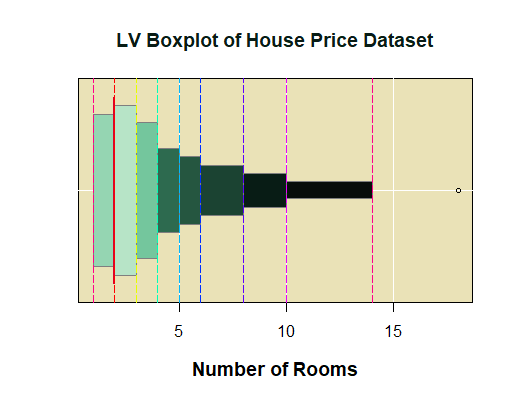 LV Boxplot of House Price Dataset
5 10 15
Number of Rooms